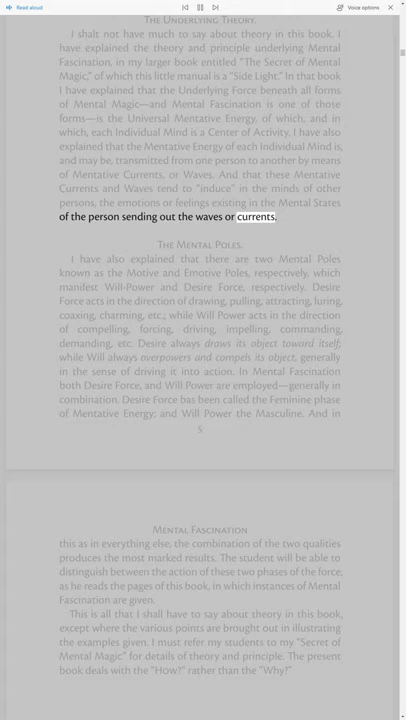 Read aloud
Voice options
The Underlying Theory.
I shalt not have much to say about theory in this book. I
have explained the theory and principle underlying Mental
Fascination, in my larger book entitled "The Secret of Mental
Magic," of which this little manual is a "Side Light." In that book
I have explained that the Underlying Force beneath all forms
of Mental Magic—and Mental Fascination is one of those
forms—is the Universal Mentative Energy, of which, and in
which, each Individual Mind is a Center of Activity. I have also
explained that the Mentative Energy of each Individual Mind is,
and may be, transmitted from one person to another by means
of Mentative Currents, or Waves. And that these Mentative
Currents and Waves tend to "induce" in the minds of other
persons, the emotions or feelings existing in the Mental States
of the person sending out the waves or currents.
The Mental Poles.
I have also explained that there are two Mental Poles
known as the Motive and Emotive Poles, respectively, which
manifest Will-Power and Desire Force, respectively. Desire
Force acts in the direction of drawing, pulling, attracting, luring,
coaxing, charming, etc.; while Will Power acts in the direction
of compelling, forcing, driving, impelling, commanding,
demanding, etc. Desire always draws its object toward itself;
while Will always overpowers and compels its object, generally
in the sense of driving it into action. In Mental Fascination
both Desire Force, and Will Power are employed—generally in
combination. Desire Force bas been called the Feminine phase
of Mentative Energy; and Will Power the Masculine. And in
5
Mental Fascination
this as in everything else, the combination of the two qualities
produces the most marked results. The student will be able to
distinguish between the action of these two phases of the force,
as he reads the pages of this book, in which instances of Mental
Fascination are given.
This is all that I shall have to say about theory in this book,
except where the various points are brought out in illustrating
the examples given. I must refer my students to my "Secret of
Mental Magic" for details of theory and principle. The present
book deals with the "How?" rather than the "Why?"